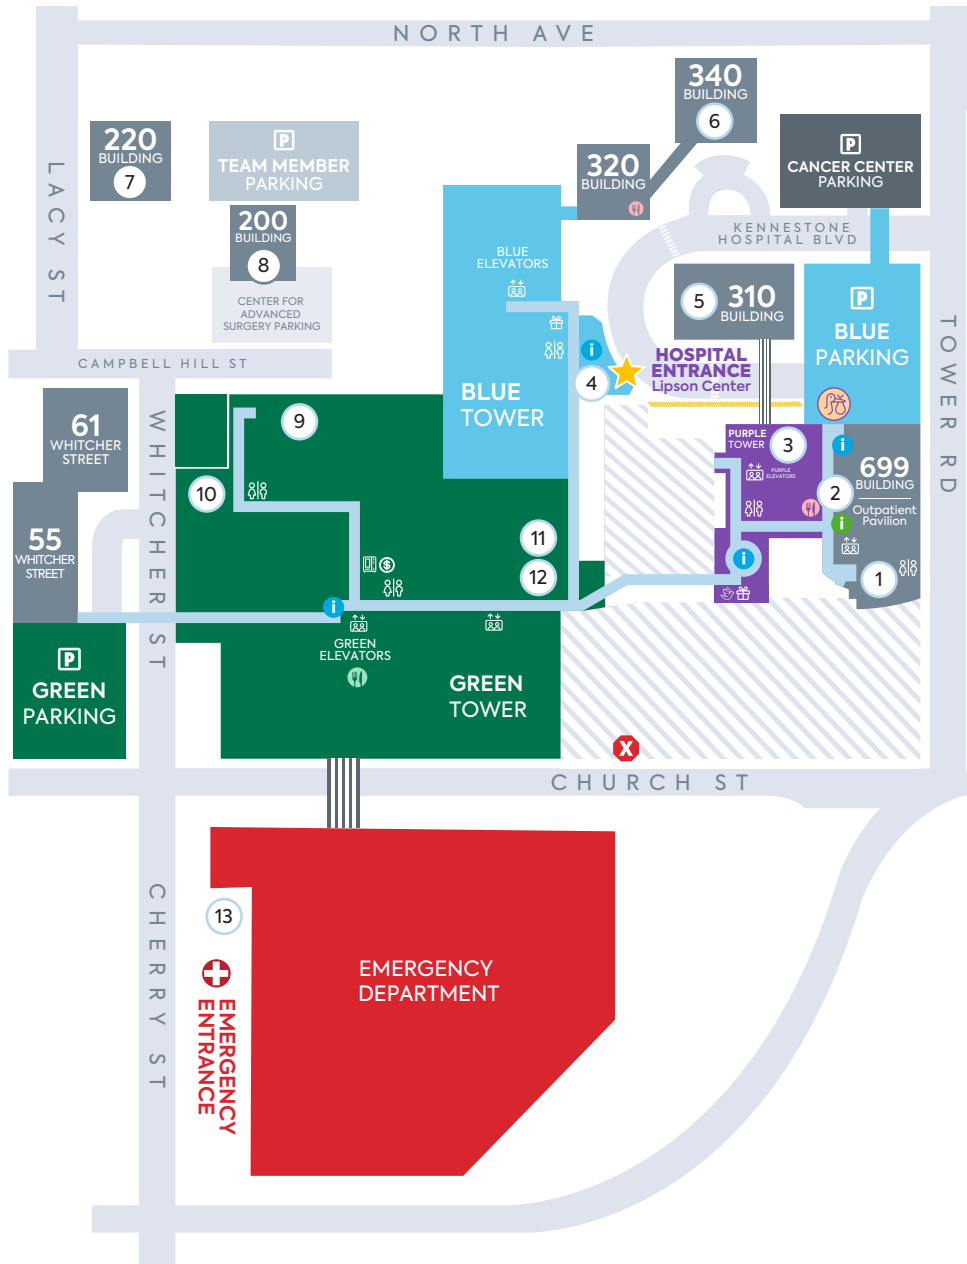 NORTH AVE
340
BUILDING
6
220
BUILDING
7
P
TEAM MEMBER
PARKING
320
BUILDING
P
CANCER CENTER
PARKING
LACY ST
200
BUILDING
8
CENTER FOR
ADVANCED
SURGERY PARKING
KENNESTONE
HOSPITAL BLVD
BLUE
ELEVATORS
5
310
BUILDING
P
BLUE
PARKING
TOWER RD
CAMPBELL HILL ST
i
4
HOSPITAL
ENTRANCE
Lipson Center
BLUE
TOWER
61
WHITCHER
STREET
WHITCHER ST
9
PURPLE
TOWER
3
i
PURPLE
ELEVATORS
699
BUILDING
2
Outpatient
Pavilion
i
10
55
WHITCHER
STREET
11
12
$
i
1
i
GREEN
ELEVATORS
P
GREEN
PARKING
GREEN
TOWER
X
CHURCH ST
CHERRY ST
13
EMERGENCY
ENTRANCE
EMERGENCY
DEPARTMENT